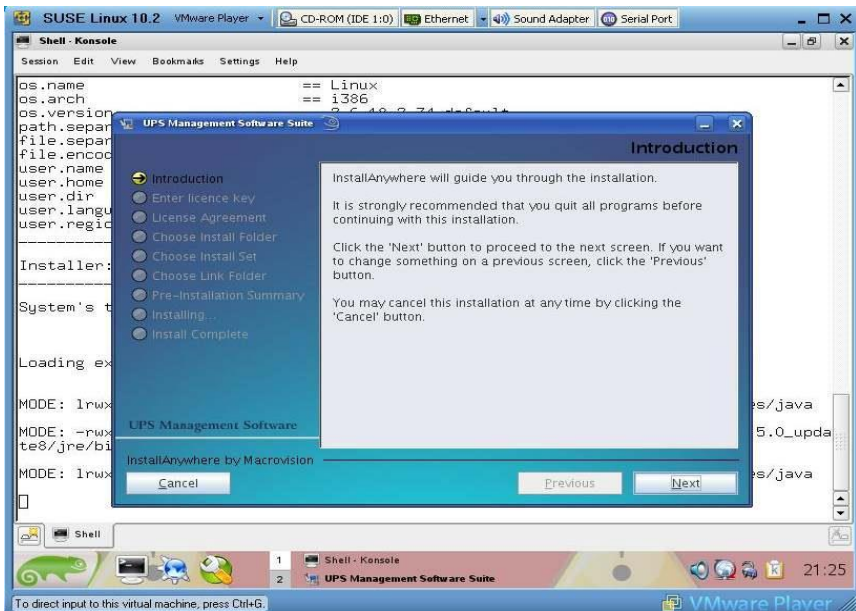 SUSE Linux 10.2 VMware Player CD-ROM (IDE 1:0) Ethernet Sound Adapter Serial Port
Shell - Konsole
Session Edit View Bookmarks Settings Help
os.name == Linux
os.arch == i386
os.version
path.separ
file.separ
file.encod
user.name
user.home
user.dir
user.langu
user.regio
Installer:
System's t
Loading ex
MODE: lrwx s/java
MODE: -rwx 5.0_upda
te8/jre/bi
MODE: lrwx s/java
UPS Management Software Suite
Introduction
Introduction
Enter licence key
License Agreement
Choose Install Folder
Choose Install Set
Choose Link Folder
Pre-Installation Summary
Installing...
Install Complete
UPS Management Software
InstallAnywhere will guide you through the installation.
It is strongly recommended that you quit all programs before
continuing with this installation.
Click the 'Next' button to proceed to the next screen. If you want
to change something on a previous screen, click the 'Previous'
button.
You may cancel this installation at any time by clicking the
'Cancel' button.
InstallAnywhere by Macrovision
Cancel Previous Next
Shell
1 Shell - Konsole
2 UPS Management Software Suite
21:25
To direct input to this virtual machine, press Ctrl+G. VMware Player